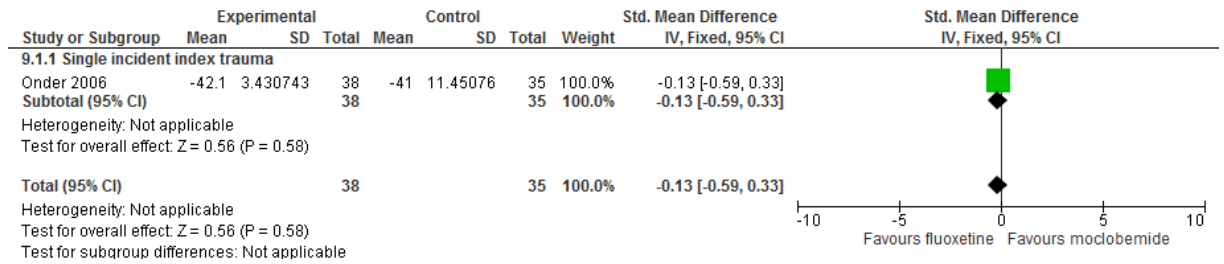 Experimental Control Std. Mean Difference Std. Mean Difference
Study or Subgroup Mean SD Total Mean SD Total Weight IV, Fixed, 95% CI IV, Fixed, 95% CI
9.1.1 Single incident index trauma
Onder 2006 -42.1 3.430743 38 -41 11.45076 35 100.0% -0.13 [-0.59, 0.33]
Subtotal (95% CI) 38 35 100.0% -0.13 [-0.59, 0.33]
Heterogeneity: Not applicable
Test for overall effect: Z = 0.56 (P = 0.58)
Total (95% CI) 38 35 100.0% -0.13 [-0.59, 0.33]
Heterogeneity: Not applicable
Test for overall effect: Z = 0.56 (P = 0.58)
Test for subgroup differences: Not applicable
-10 -5 0 5 10
Favours fluoxetine Favours moclobemide